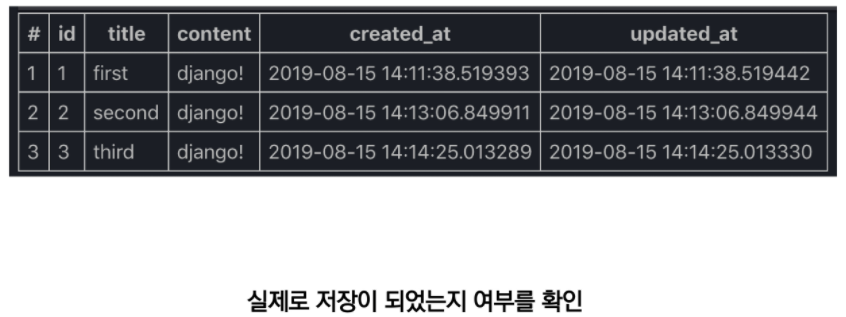 # id title content created_at updated_at
1 1 first django! 2019-08-15 14:11:38.519393 2019-08-15 14:11:38.519442
2 2 second django! 2019-08-15 14:13:06.849911 2019-08-15 14:13:06.849944
3 3 third django! 2019-08-15 14:14:25.013289 2019-08-15 14:14:25.013330
실제로 저장이 되었는지 여부를 확인